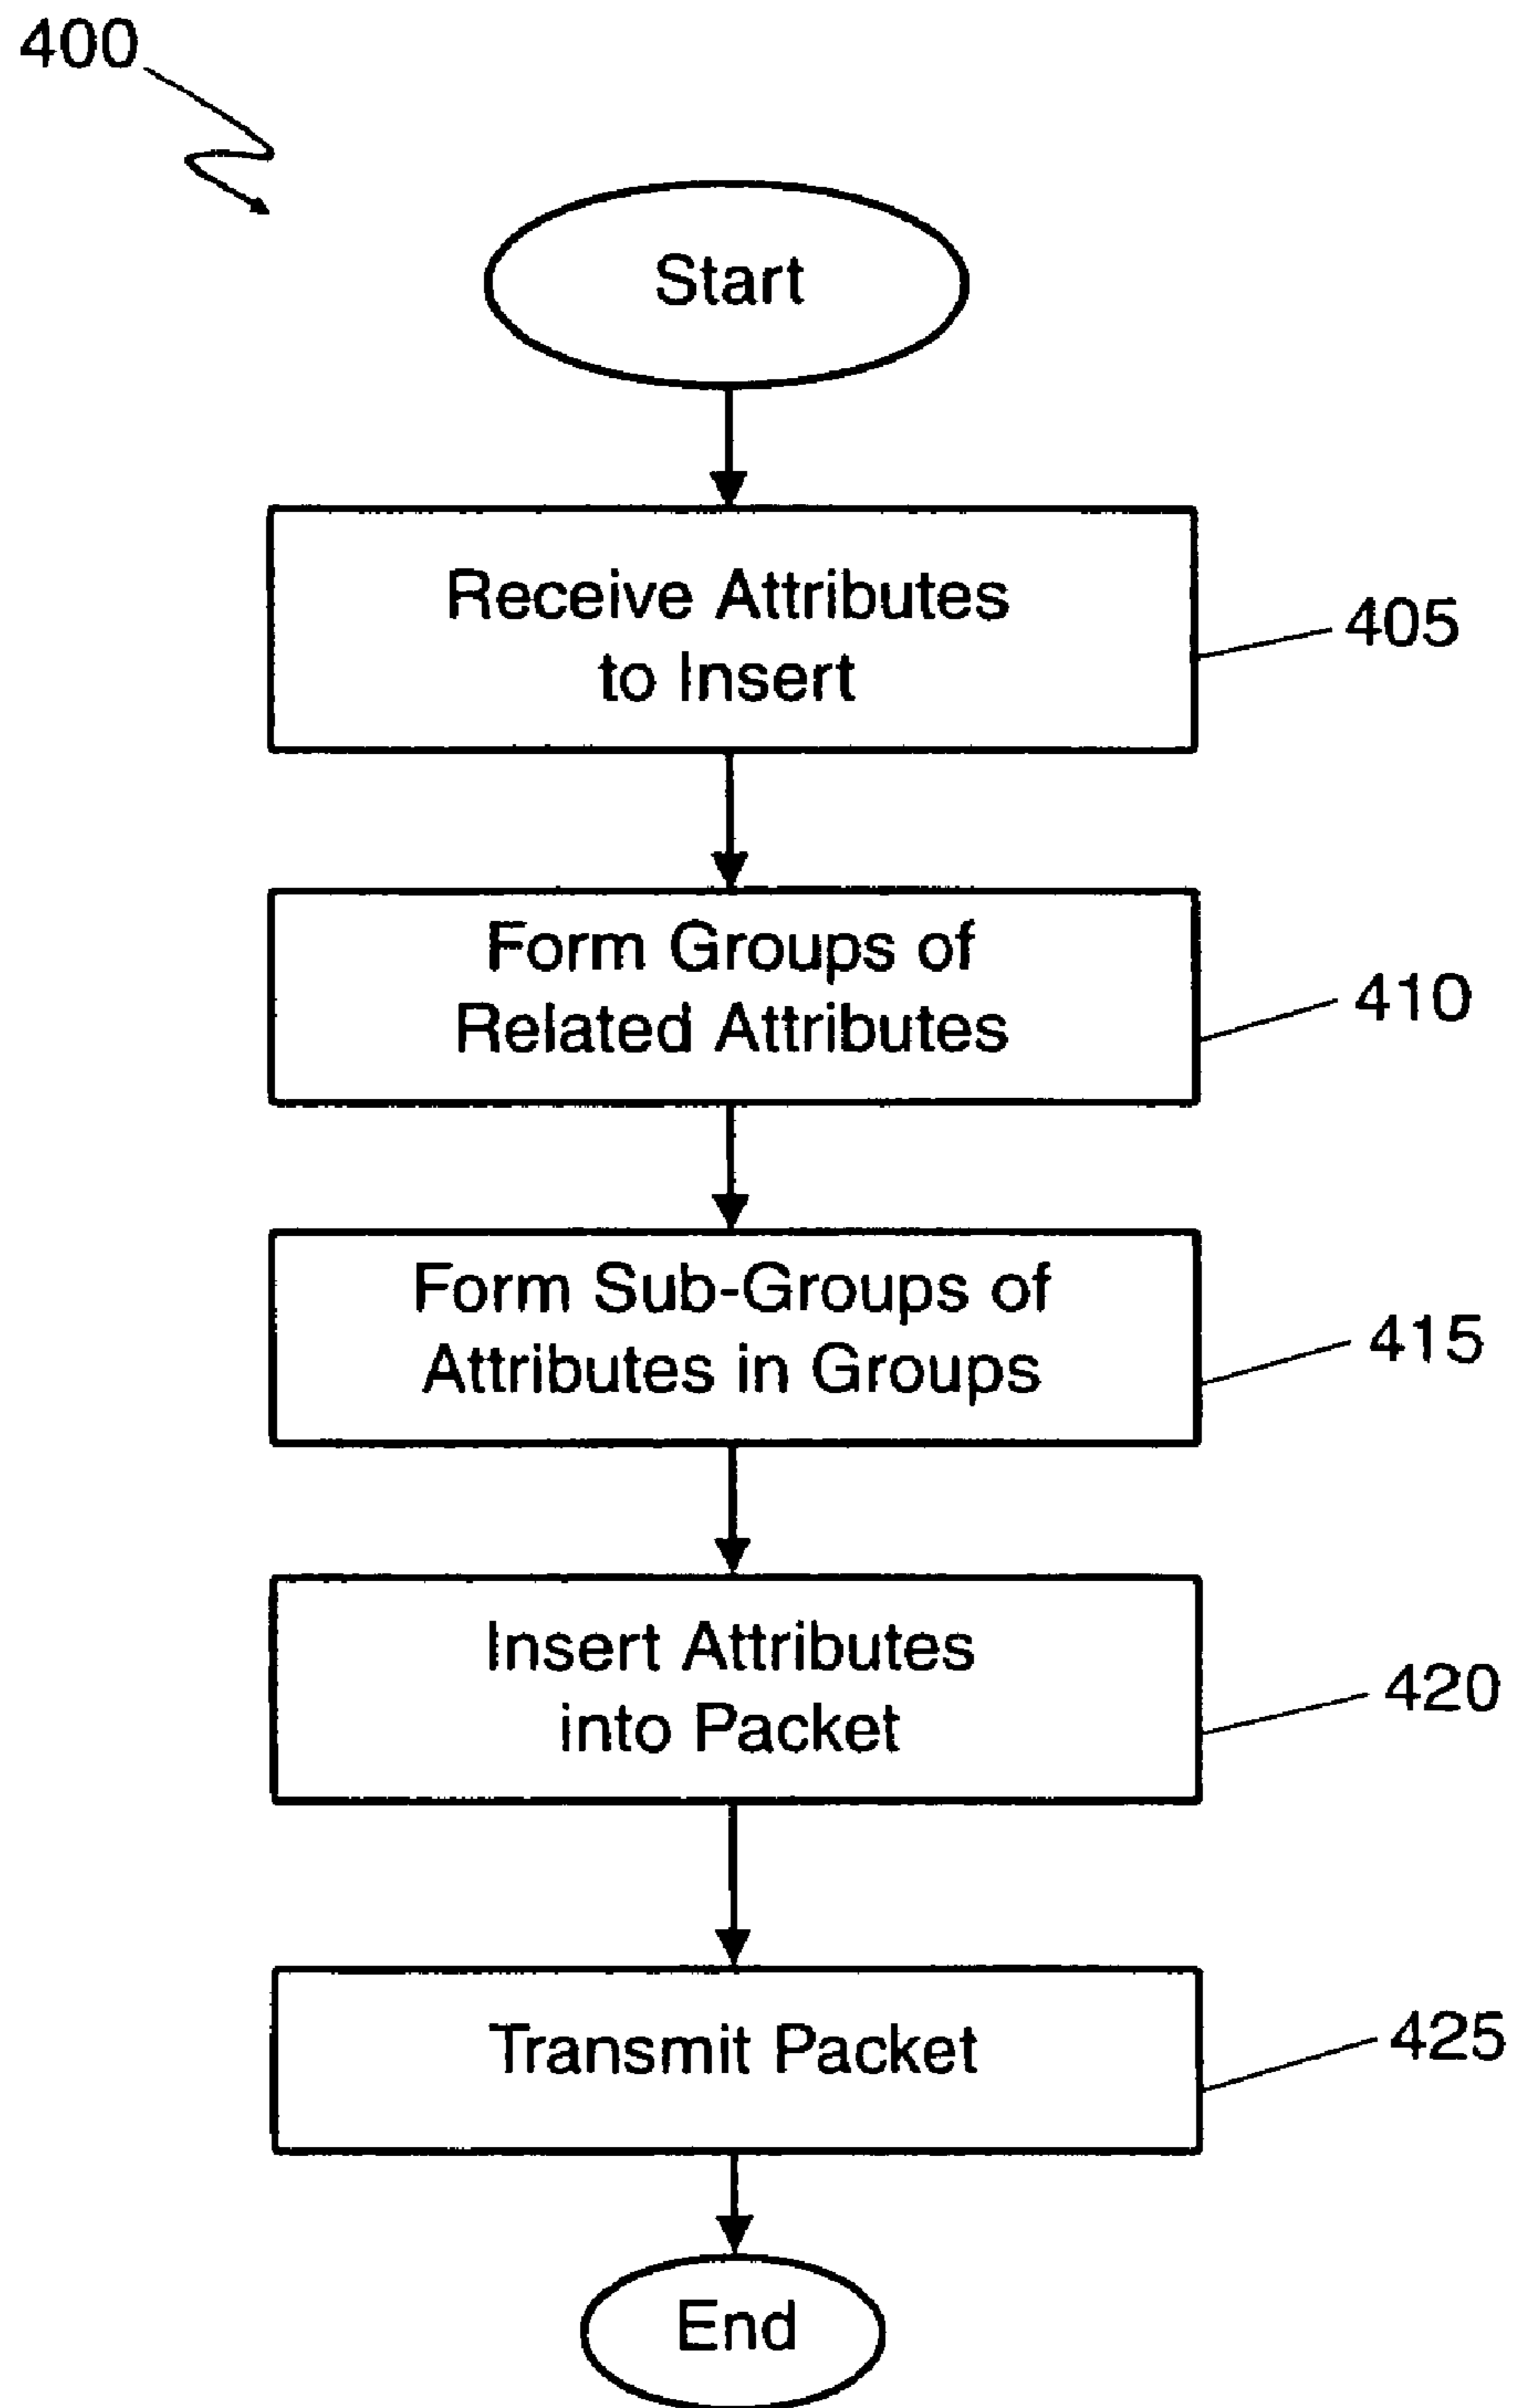 400
Start
Receive Attributes
to Insert
405
Form Groups of
Related Attributes
410
Form Sub-Groups of
Attributes in Groups
415
Insert Attributes
into Packet
420
Transmit Packet
425
End